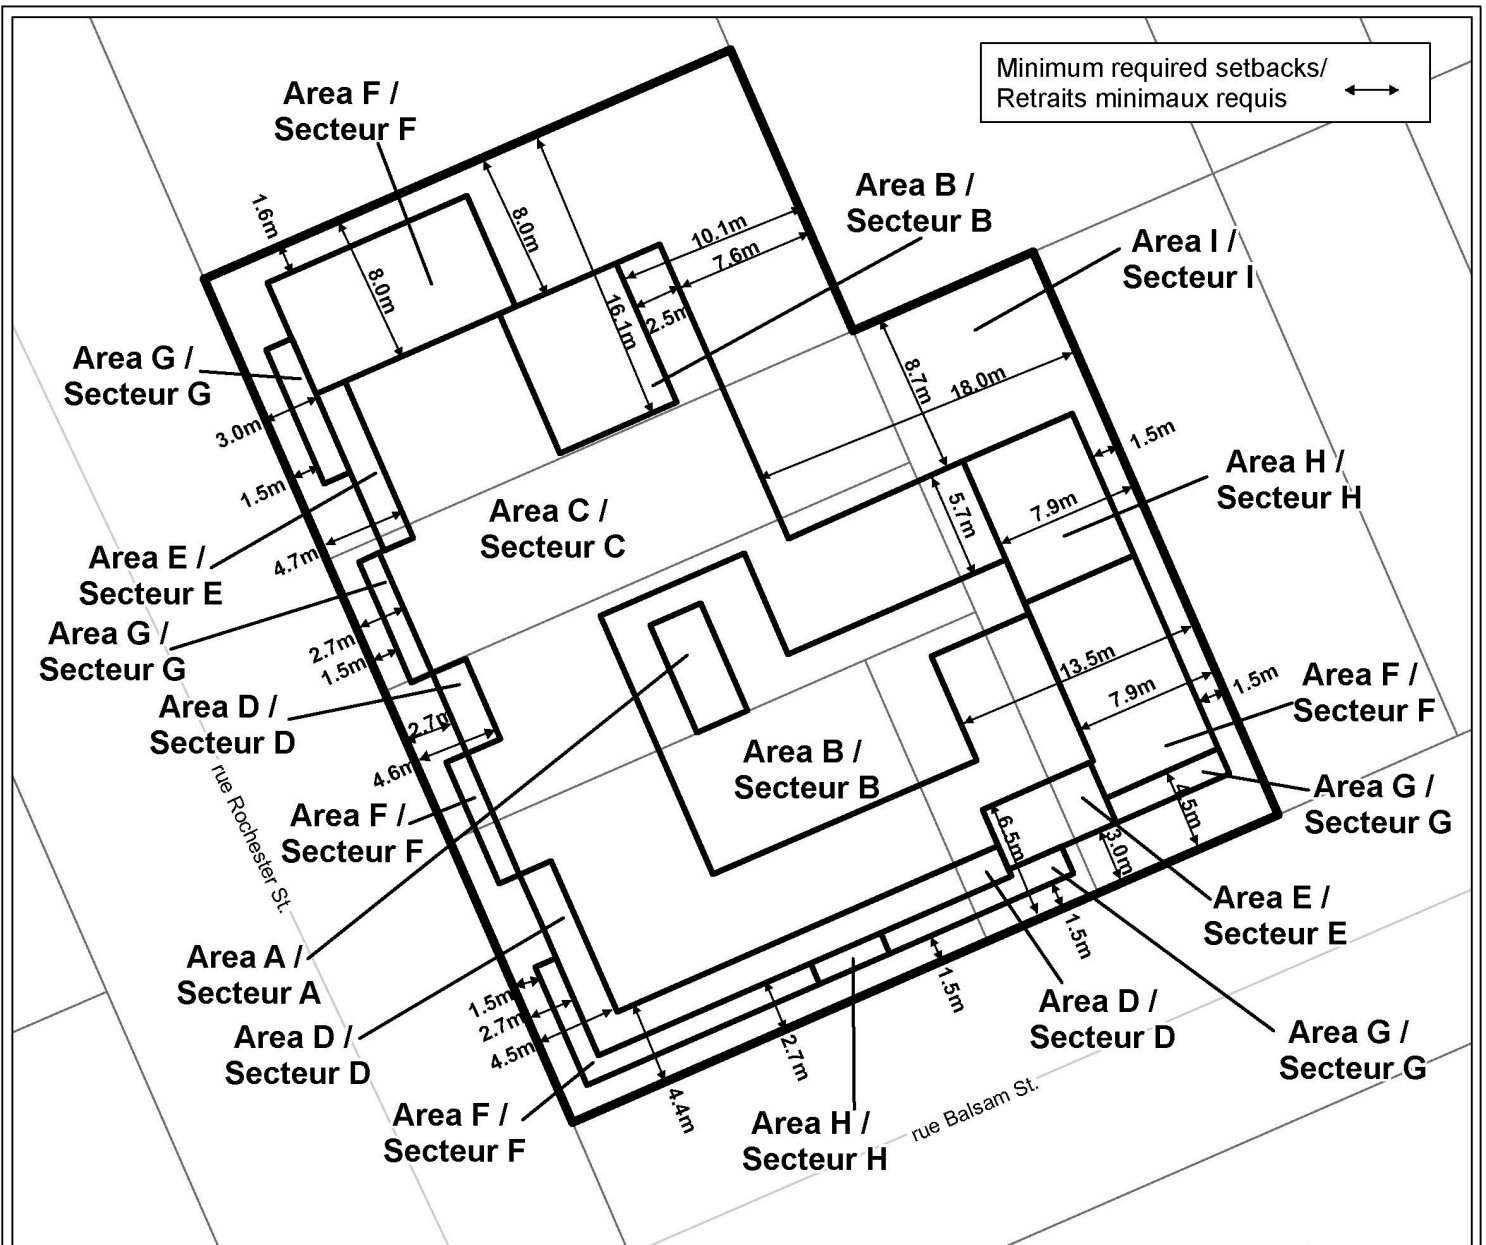 Minimum required setbacks/
Retraits minimaux requis
Area F /
Secteur F
1.6m
8.0m
8.0m
16.1m
10.1m
7.6m
2.5m
Area B /
Secteur B
Area I /
Secteur I
8.7m
18.0m
1.5m
Area G /
Secteur G
3.0m
1.5m
Area H /
Secteur H
7.9m
5.7m
Area C /
Secteur C
4.7m
Area E /
Secteur E
Area G /
Secteur G
2.7m
1.5m
13.5m
7.9m
1.5m
Area F /
Secteur F
Area D /
Secteur D
2.7m
4.6m
Area B /
Secteur B
Area G /
Secteur G
4.5m
6.5m
3.0m
rue Rochester St.
Area F /
Secteur F
Area E /
Secteur E
1.5m
Area A /
Secteur A
1.5m
2.7m
4.5m
1.5m
Area D /
Secteur D
Area D /
Secteur D
Area G /
Secteur G
2.7m
4.4m
Area F /
Secteur F
Area H /
Secteur H
rue Balsam St.